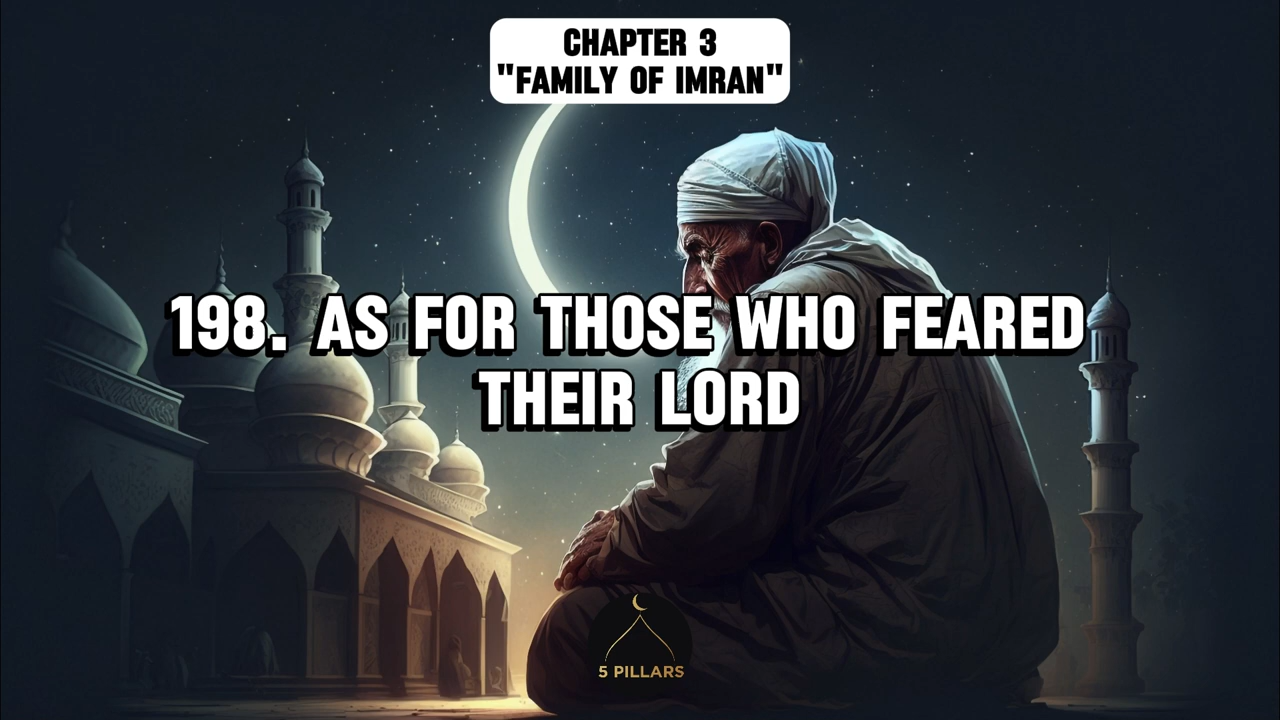 CHAPTER 3
"FAMILY OF IMRAN"
198. AS FOR THOSE WHO FEARED
THEIR LORD
5 PILLARS